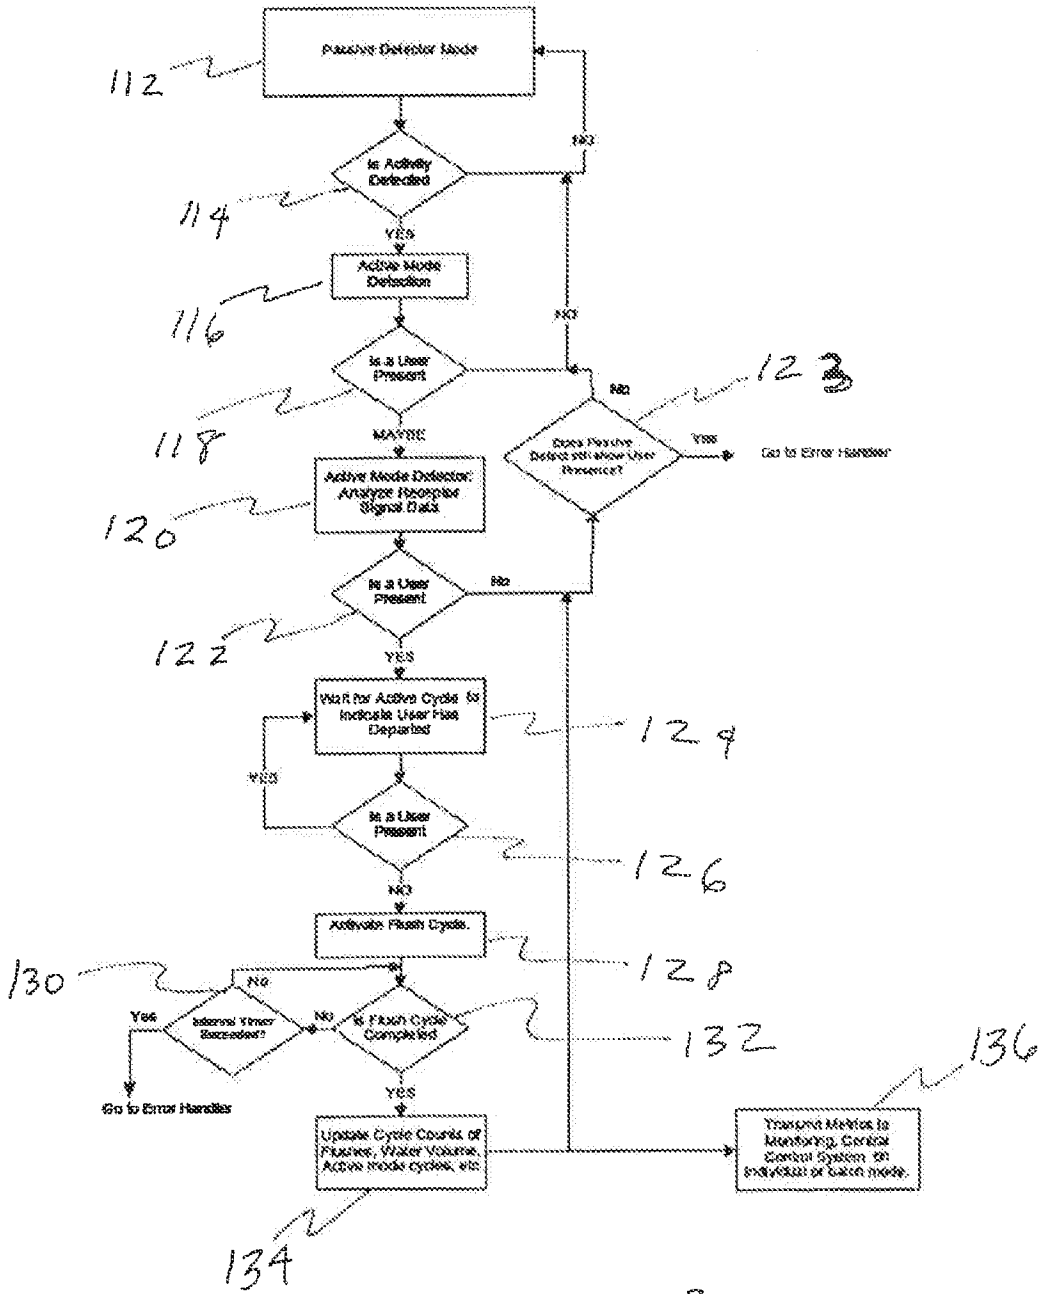 Passive Detector Mode
112
NO
Is Activity
Detected
114
YES
Active Mode
Detection
116
NO
Is a User
Present
118
123
No
MAYBE
Does Passive
Detect still show User
Presence?
Yes
Go to Error Handler
Active Mode Detector:
Analyze Receptor
Signal Data
120
Is a User
Present
No
122
YES
Wait for Active Cycle to
Indicate User Has
Departed
124
YES
Is a User
Present
126
NO
Activate Flush Cycle.
128
130
No
Interval Timer
Exceeded?
Yes
No
Is Flush Cycle
Completed
132
Go to Error Handler
YES
136
Update Cycle Counts of
Flushes, Water Volume,
Active mode cycles, etc
Transmit Metrics to
Monitoring, Central
Control System on
individual or batch mode.
134